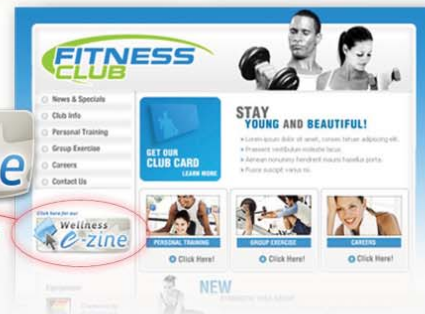 FITNESS
CLUB
News & Specials
Club Info
Personal Training
Group Exercise
Careers
Contact Us
GET OUR
CLUB CARD
LEARN MORE
STAY
YOUNG AND BEAUTIFUL!
Lorem ipsum dolor sit amet, consec tetuer adipiscing elit.
Praesent vestibulum molestie lacus.
Aenean nonummy hendrerit mauris phasellus porta.
Fusce suscipit varius mi.
e
Click here for our
Wellness
e-zine
PERSONAL TRAINING
GROUP EXERCISE
CAREERS
Click Here!
Click Here!
Click Here!
NEW